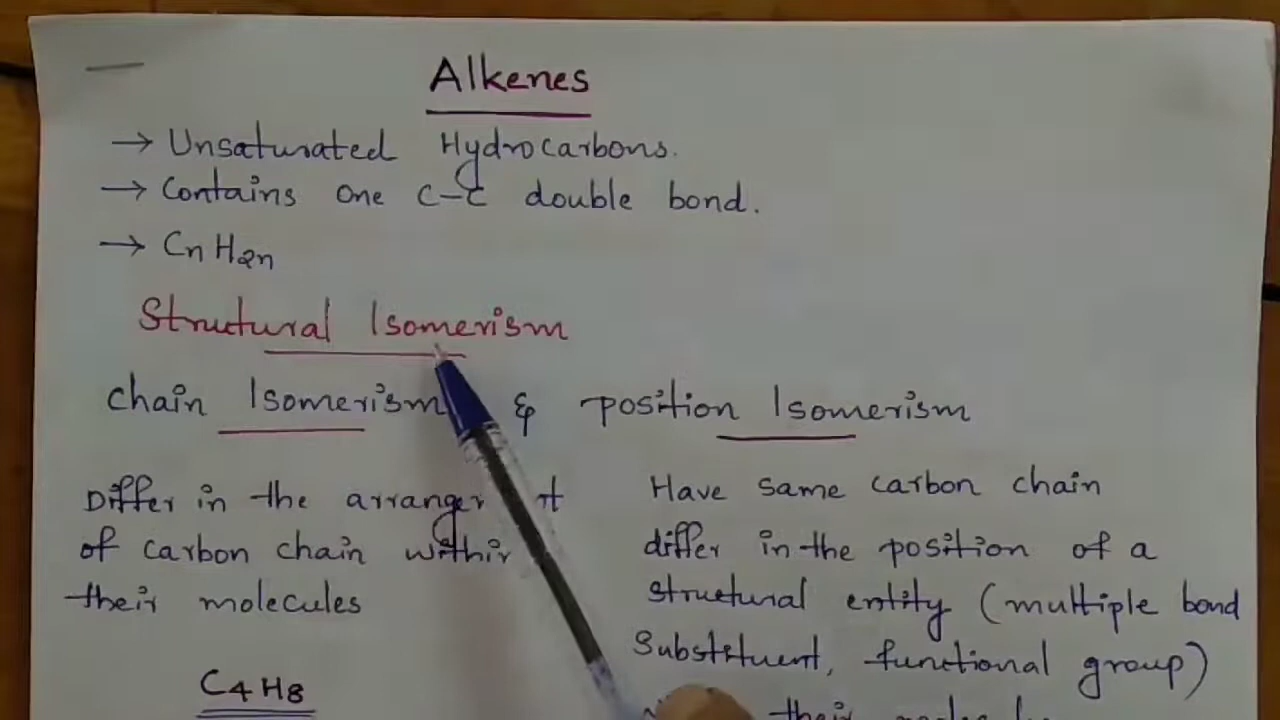 Alkenes
→ Unsaturated Hydrocarbons.
→ Contains one C-C double bond.
→ CnH2n
Structural Isomerism
chain Isomerism & position Isomerism
Differ in the
of carbon chain
their molecules
C4H8
Have same carbon chain
differ in the position of a
structural entity (multiple bond
Substituent, functional group)
their